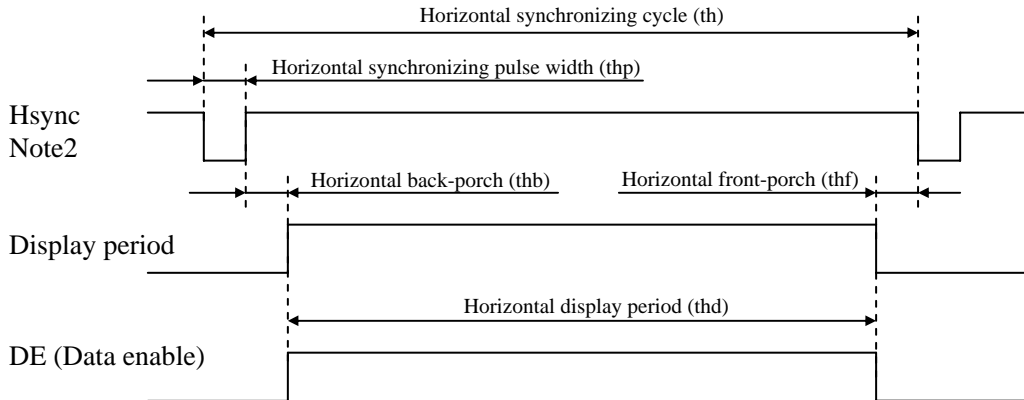 Horizontal synchronizing cycle (th)
Horizontal synchronizing pulse width (thp)
Hsync
Note2
Horizontal back-porch (thb)
Horizontal front-porch (thf)
Display period
Horizontal display period (thd)
DE (Data enable)